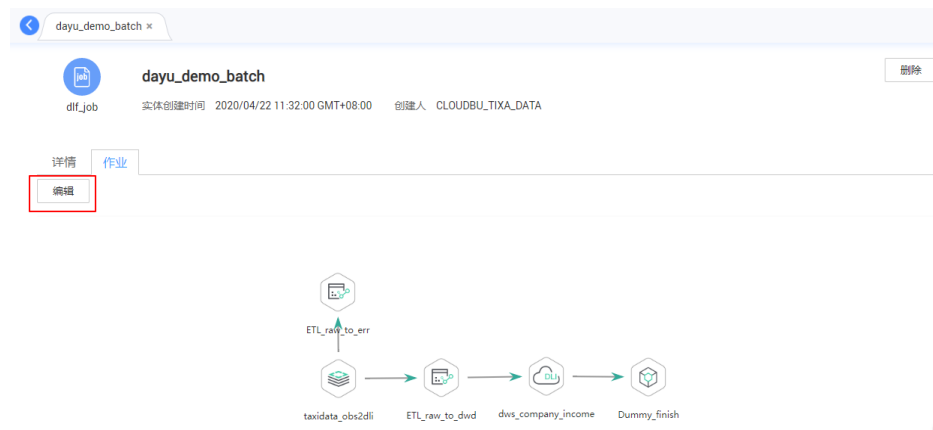 dayu_demo_batch ×
job
dayu_demo_batch
删除
dlf_job
实体创建时间 2020/04/22 11:32:00 GMT+08:00 创建人 CLOUDBU_TIXA_DATA
详情 作业
编辑
ETL_raw_to_err
DLI
taxidata_obs2dli ETL_raw_to_dwd dws_company_income Dummy_finish